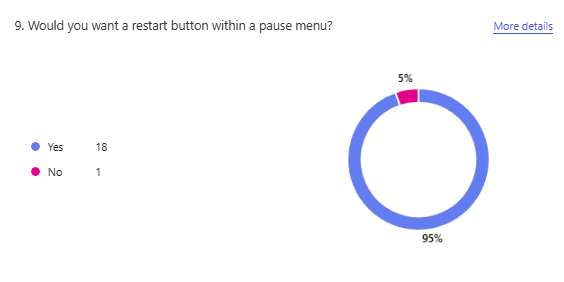 9. Would you want a restart button within a pause menu?
More details
5%
Yes 18
No 1
95%